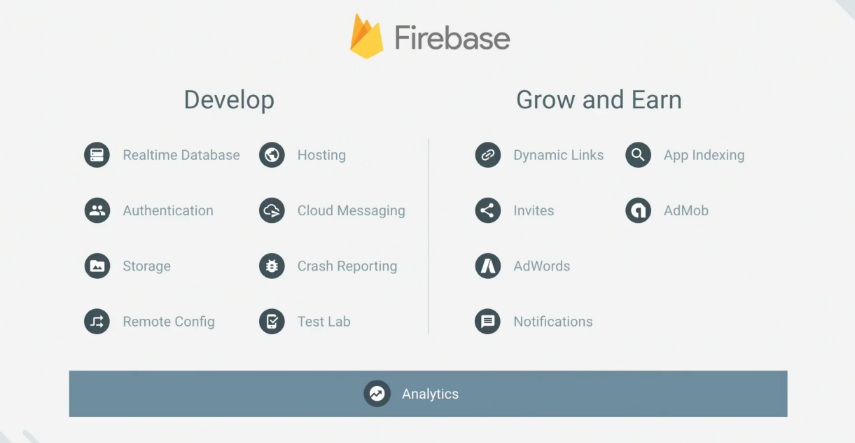 Firebase
Develop
Realtime Database
Hosting
Authentication
Cloud Messaging
Storage
Crash Reporting
Remote Config
Test Lab
Grow and Earn
Dynamic Links
App Indexing
Invites
AdMob
AdWords
Notifications
Analytics